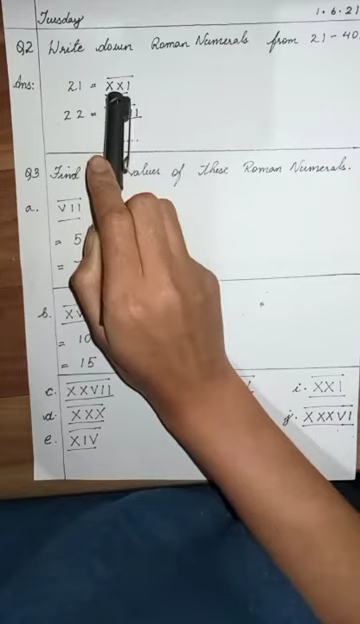 Tuesday 1.6.21
Q2 Write down Roman Numerals from 21-40
Ans: 21 = XXI
22 =
Q3 Find values of these Roman Numerals.
a. VII
= 5
=
b. XV
= 10
= 15
c. XXVII i. XXI
d. XXX j. XXXVI
e. XIV